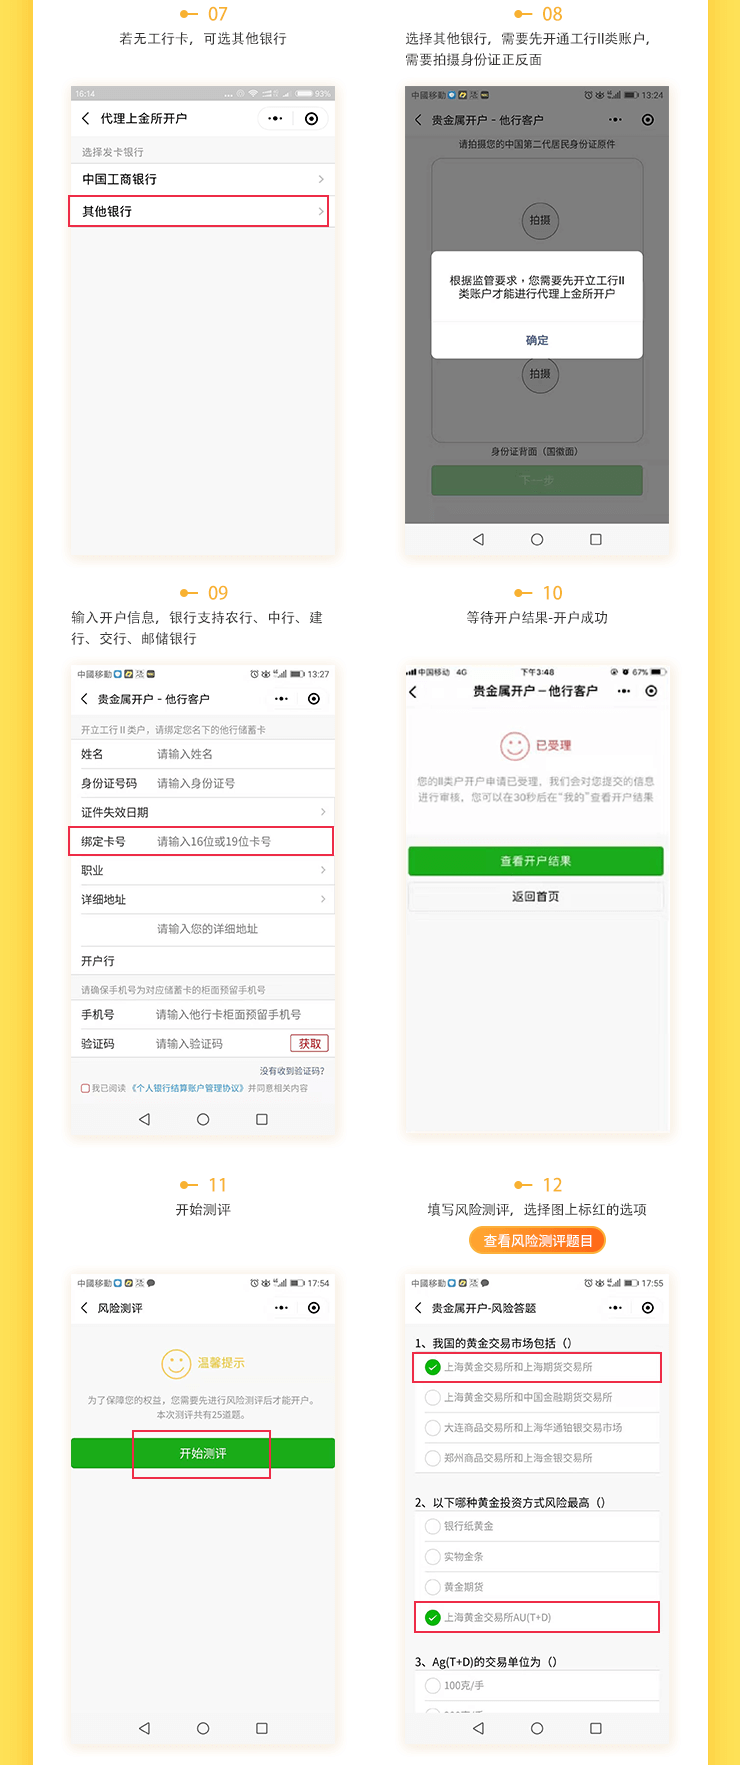 07
若无工行卡，可选其他银行
16:14
93%
代理上金所开户
选择发卡银行
中国工商银行
其他银行
08
选择其他银行，需要先开通工行II类账户，
需要拍摄身份证正反面
中國移動
13:24
贵金属开户 - 他行客户
请拍摄您的中国第二代居民身份证原件
拍摄
根据监管要求，您需要先开立工行II
类账户才能进行代理上金所开户
确定
拍摄
身份证背面（国徽面）
下一步
09
输入开户信息，银行支持农行、中行、建
行、交行、邮储银行
中國移動
13:27
贵金属开户 - 他行客户
开立工行 II 类户，请绑定您名下的他行储蓄卡
姓名 请输入姓名
身份证号码 请输入身份证号
证件失效日期
绑定卡号 请输入16位或19位卡号
职业
详细地址
请输入您的详细地址
开户行
请确保手机号为对应储蓄卡的柜面预留手机号
手机号 请输入他行卡柜面预留手机号
验证码 请输入验证码 获取
没有收到验证码?
我已阅读《个人银行结算账户管理协议》并同意相关内容
10
等待开户结果-开户成功
中国移动 4G 下午3:48 67%
贵金属开户 – 他行客户
已受理
您的II类户开户申请已受理，我们会对您提交的信息
进行审核，您可以在30秒后在“我的”查看开户结果
查看开户结果
返回首页
11
开始测评
中國移動
17:54
风险测评
温馨提示
为了保障您的权益，您需要先进行风险测评后才能开户。
本次测评共有25道题。
开始测评
12
填写风险测评，选择图上标红的选项
查看风险测评题目
中國移動
17:55
贵金属开户-风险答题
1、我国的黄金交易市场包括（）
上海黄金交易所和上海期货交易所
上海黄金交易所和中国金融期货交易所
大连商品交易所和上海华通铂银交易市场
郑州商品交易所和上海金银交易所
2、以下哪种黄金投资方式风险最高（）
银行纸黄金
实物金条
黄金期货
上海黄金交易所AU(T+D)
3、Ag(T+D)的交易单位为（）
100克/手